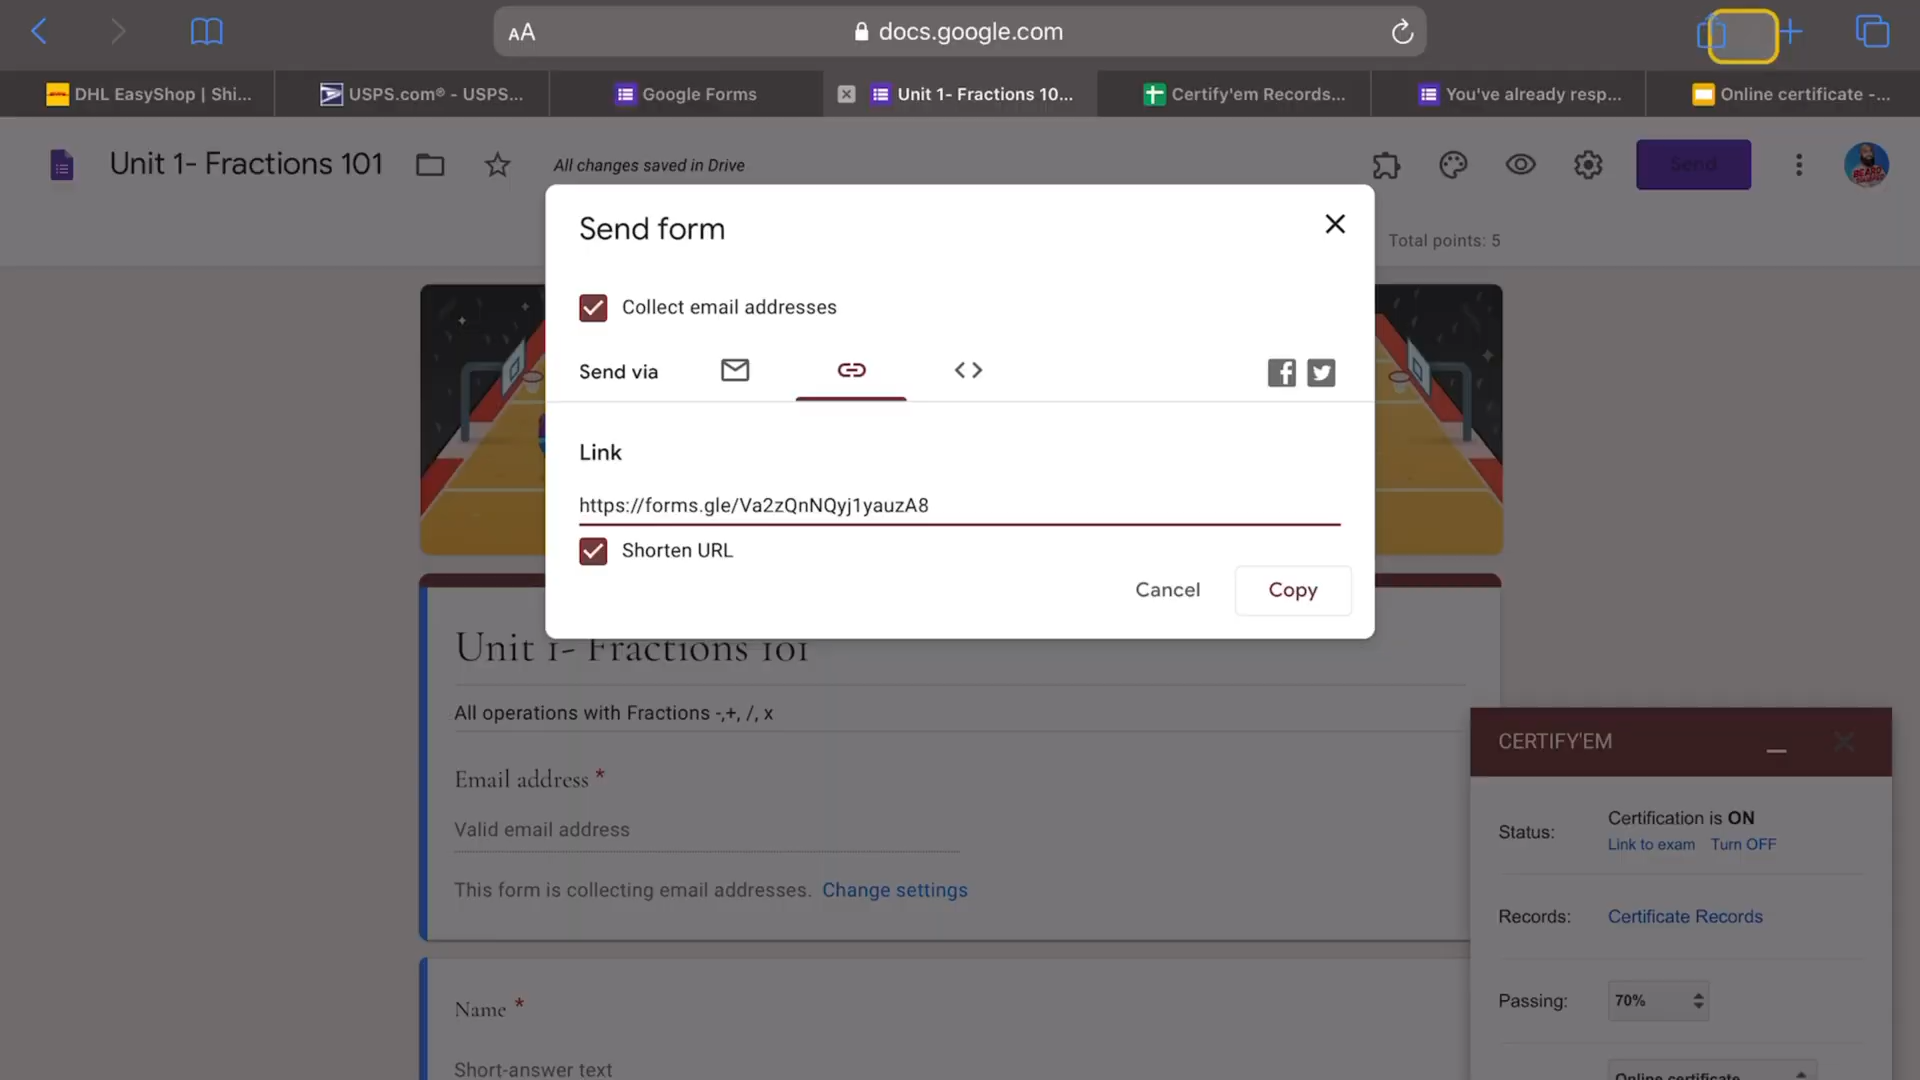 AA
docs.google.com
DHL EasyShop | Shi...
USPS.com® - USPS...
Google Forms
Unit 1- Fractions 10...
Certify'em Records...
You've already resp...
Online certificate -...
Unit 1- Fractions 101
All changes saved in Drive
Send
Send form
Total points: 5
Collect email addresses
Send via
Link
https://forms.gle/Va2zQnNQyj1yauzA8
Shorten URL
Cancel
Copy
Unit 1- Fractions 101
All operations with Fractions -,+, /, x
CERTIFY'EM
Email address *
Valid email address
Status:
Certification is ON
Link to exam Turn OFF
This form is collecting email addresses. Change settings
Records:
Certificate Records
Passing:
70%
Name *
Short-answer text
Online certificate